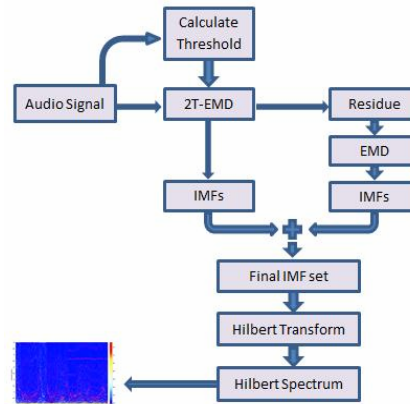 Calculate
Threshold
Audio Signal
2T-EMD
Residue
EMD
IMFs
IMFs
Final IMF set
Hilbert Transform
Hilbert Spectrum